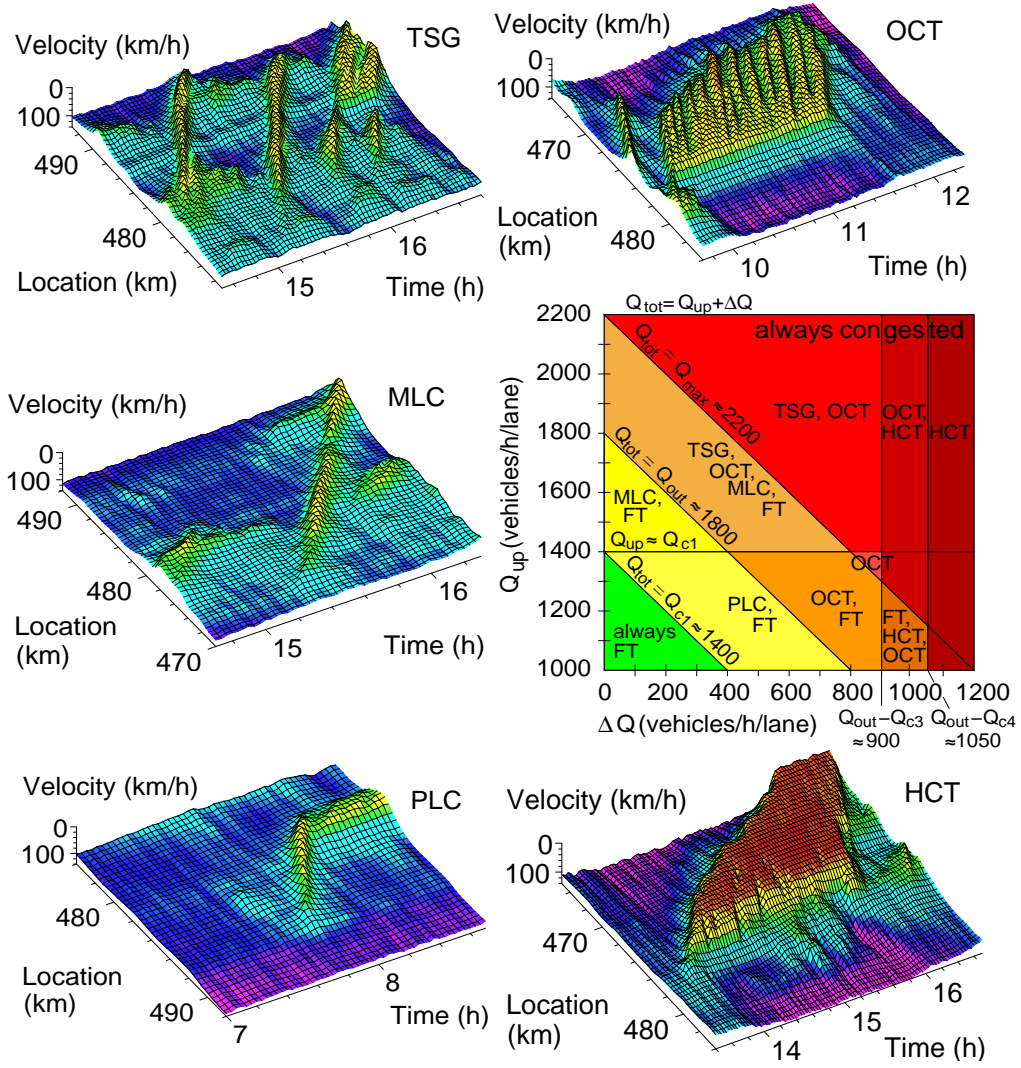 Velocity (km/h)
TSG
0
100
490
480
Location (km)
15
16
Time (h)
Velocity (km/h)
OCT
0
100
470
480
Location
(km)
10
11
12
Time (h)
Velocity (km/h)
MLC
0
100
490
480
470
Location
(km)
15
16
Time (h)
Q_tot = Q_up + ΔQ
always congested
Q_up (vehicles/h/lane)
2200
2000
1800
1600
1400
1200
1000
Q_tot = Q_max ≈ 2200
Q_tot = Q_out ≈ 1800
Q_tot = Q_c1 ≈ 1400
TSG, OCT
OCT,
HCT
HCT
TSG,
OCT,
MLC,
FT
MLC,
FT
Q_up ≈ Q_c1
OCT
PLC,
FT
OCT,
FT
FT,
HCT,
OCT
always
FT
0
200
400
600
800
1000
1200
ΔQ (vehicles/h/lane)
Q_out − Q_c3
≈ 900
Q_out − Q_c4
≈ 1050
Velocity (km/h)
PLC
0
100
480
490
Location
(km)
7
8
Time (h)
Velocity (km/h)
HCT
0
100
470
480
Location
(km)
14
15
16
Time (h)